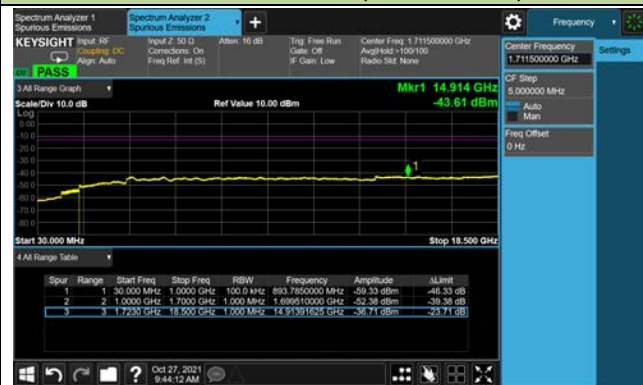 Spectrum Analyzer 1
Spurious Emissions
Spectrum Analyzer 2
Spurious Emissions
Frequency
KEYSIGHT Input: RF
Coupling: DC
Align: Auto
Input Z: 50 Ω
Corrections: On
Freq Ref: Int (S)
Atten: 16 dB
Trig: Free Run
Gate: Off
IF Gain: Low
Center Freq: 1.711500000 GHz
Avg|Hold:>100/100
Radio Std: None
PASS
Center Frequency
1.711500000 GHz
Settings
CF Step
5.000000 MHz
Auto
Man
Freq Offset
0 Hz
3 All Range Graph
Mkr1 14.914 GHz
Scale/Div 10.0 dB
Ref Value 10.00 dBm
-43.61 dBm
Log
0.00
-10.0
-20.0
-30.0
-40.0
-50.0
-60.0
-70.0
-80.0
1
Start 30.000 MHz
Stop 18.500 GHz
4 All Range Table
Spur Range Start Freq Stop Freq RBW Frequency Amplitude ΔLimit
1 1 30.000 MHz 1.0000 GHz 100.0 kHz 893.7850000 MHz -59.33 dBm -46.33 dB
2 2 1.0000 GHz 1.7000 GHz 1.000 MHz 1.699510000 GHz -52.38 dBm -39.38 dB
3 3 1.7230 GHz 18.500 GHz 1.000 MHz 14.91391625 GHz -36.71 dBm -23.71 dB
Oct 27, 2021
9:44:12 AM